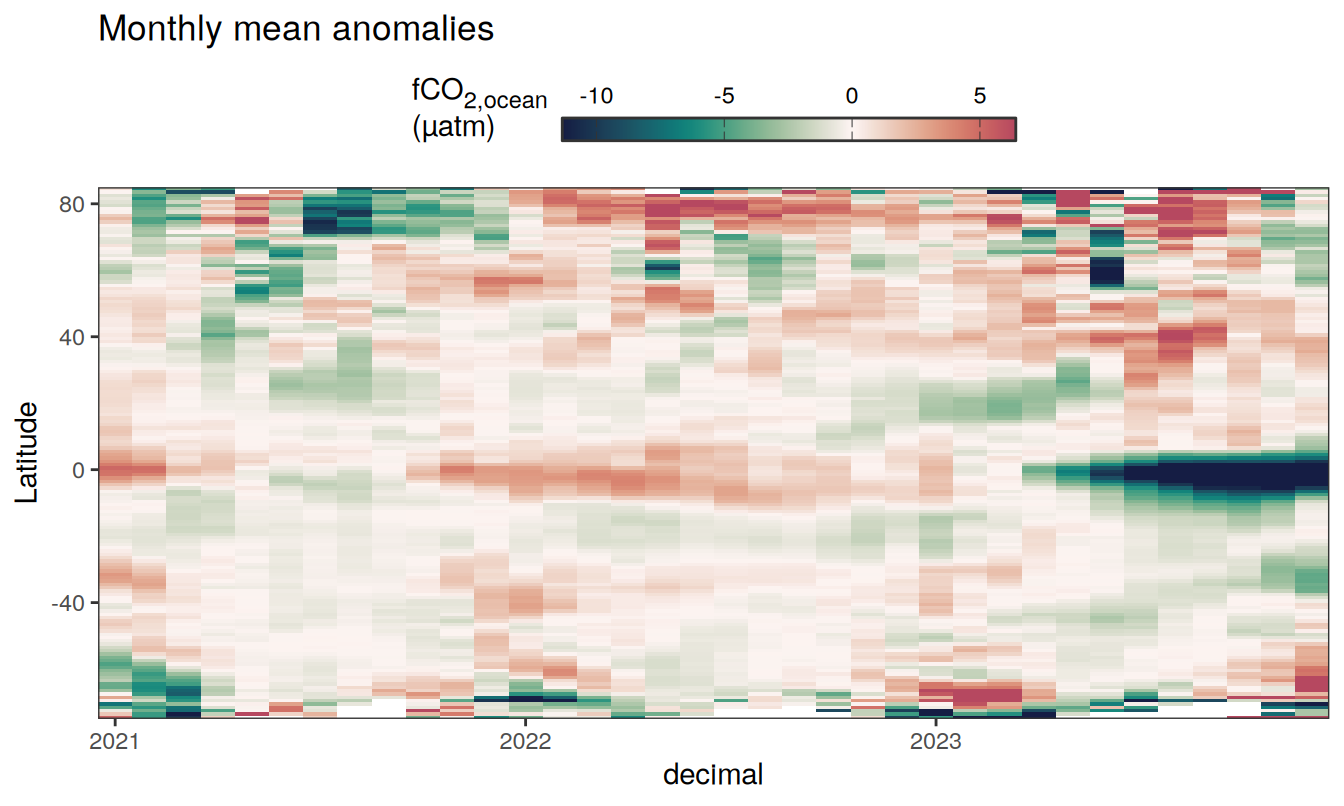 Monthly mean anomalies
fCO2,ocean
(µatm)
-10 -5 0 5
Latitude
80
40
0
-40
2021 2022 2023
decimal